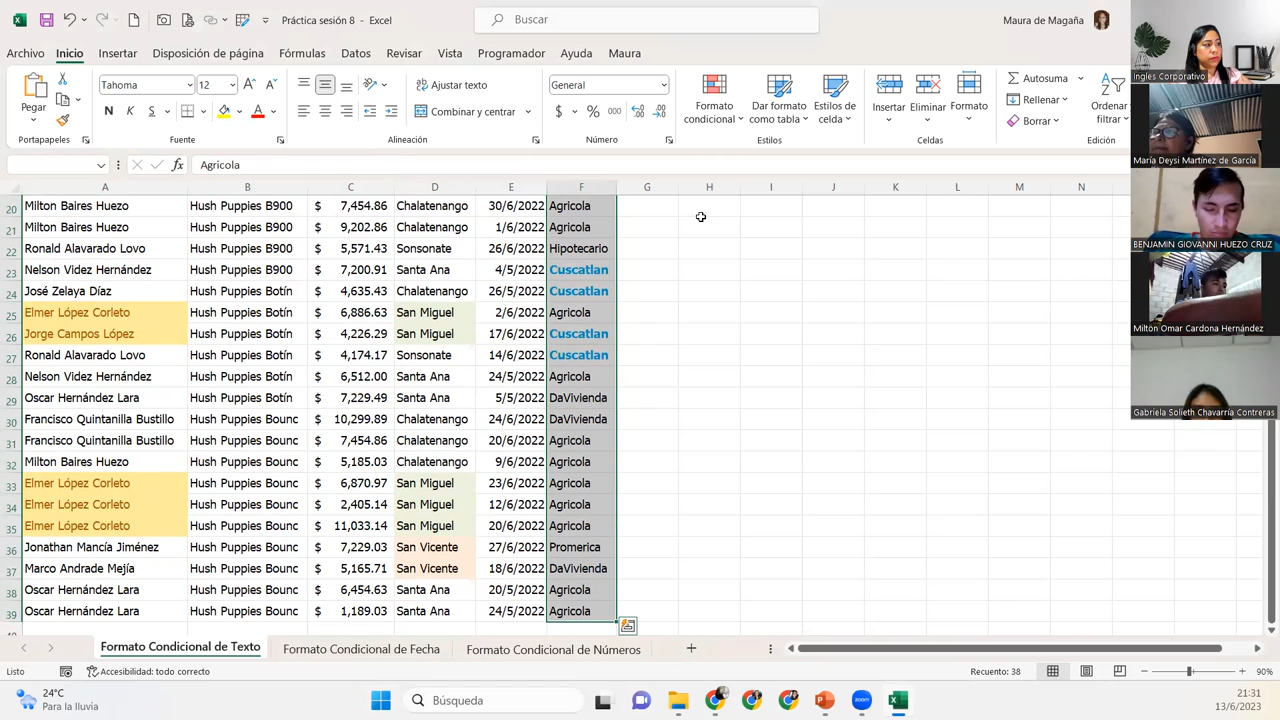 Práctica sesión 8 - Excel
Buscar
Maura de Magaña
Archivo Inicio Insertar Disposición de página Fórmulas Datos Revisar Vista Programador Ayuda Maura
Pegar
Tahoma 12
N K S
Ajustar texto
Combinar y centrar
General
$ % 000
Formato condicional
Dar formato como tabla
Estilos de celda
Insertar Eliminar Formato
Autosuma
Rellenar
Borrar
Ordenar filtrar
Portapapeles Fuente Alineación Número Estilos Celdas Edición
fx Agricola
A B C D E F G H I J K L M N
20 Milton Baires Huezo Hush Puppies B900 $ 7,454.86 Chalatenango 30/6/2022 Agricola
21 Milton Baires Huezo Hush Puppies B900 $ 9,202.86 Chalatenango 1/6/2022 Agricola
22 Ronald Alavarado Lovo Hush Puppies B900 $ 5,571.43 Sonsonate 26/6/2022 Hipotecario
23 Nelson Videz Hernández Hush Puppies B900 $ 7,200.91 Santa Ana 4/5/2022 Cuscatlan
24 José Zelaya Díaz Hush Puppies Botín $ 4,635.43 Chalatenango 26/5/2022 Cuscatlan
25 Elmer López Corleto Hush Puppies Botín $ 6,886.63 San Miguel 2/6/2022 Agricola
26 Jorge Campos López Hush Puppies Botín $ 4,226.29 San Miguel 17/6/2022 Cuscatlan
27 Ronald Alavarado Lovo Hush Puppies Botín $ 4,174.17 Sonsonate 14/6/2022 Cuscatlan
28 Nelson Videz Hernández Hush Puppies Botín $ 6,512.00 Santa Ana 24/5/2022 Agricola
29 Oscar Hernández Lara Hush Puppies Botín $ 7,229.49 Santa Ana 5/5/2022 DaVivienda
30 Francisco Quintanilla Bustillo Hush Puppies Bounc $ 10,299.89 Chalatenango 24/6/2022 DaVivienda
31 Francisco Quintanilla Bustillo Hush Puppies Bounc $ 7,454.86 Chalatenango 20/6/2022 Agricola
32 Milton Baires Huezo Hush Puppies Bounc $ 5,185.03 Chalatenango 9/6/2022 Agricola
33 Elmer López Corleto Hush Puppies Bounc $ 6,870.97 San Miguel 23/6/2022 Agricola
34 Elmer López Corleto Hush Puppies Bounc $ 2,405.14 San Miguel 12/6/2022 Agricola
35 Elmer López Corleto Hush Puppies Bounc $ 11,033.14 San Miguel 20/6/2022 Agricola
36 Jonathan Mancía Jiménez Hush Puppies Bounc $ 7,229.03 San Vicente 27/6/2022 Promerica
37 Marco Andrade Mejía Hush Puppies Bounc $ 5,165.71 San Vicente 18/6/2022 DaVivienda
38 Oscar Hernández Lara Hush Puppies Bounc $ 6,454.63 Santa Ana 20/5/2022 Agricola
39 Oscar Hernández Lara Hush Puppies Bounc $ 1,189.03 Santa Ana 24/5/2022 Agricola
Formato Condicional de Texto Formato Condicional de Fecha Formato Condicional de Números
Listo Accesibilidad: todo correcto Recuento: 38 90%
24°C
Para la lluvia
Búsqueda
21:31
13/6/2023
Ingles Corporativo
María Deysi Martínez de García
BENJAMIN GIOVANNI HUEZO CRUZ
Milton Omar Cardona Hernández
Gabriela Solieth Chavarría Contreras